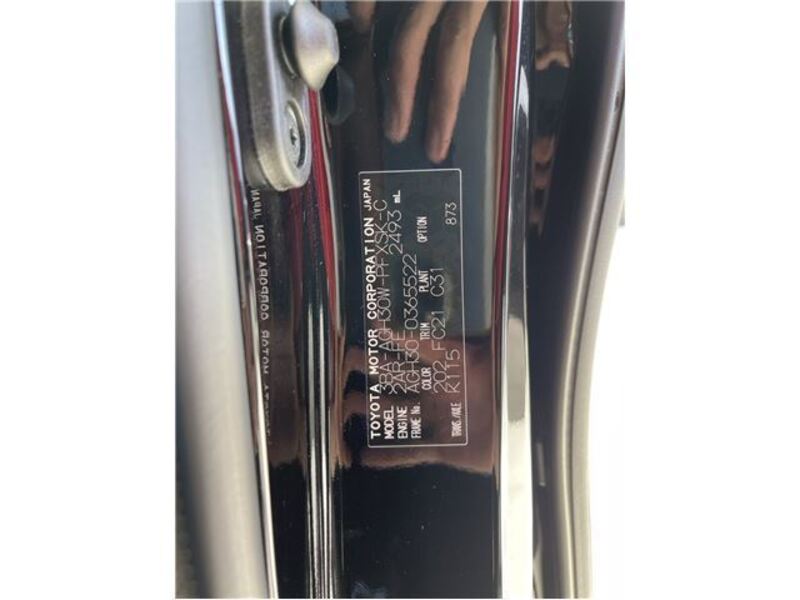 TOYOTA MOTOR CORPORATION JAPAN
MODEL 3BA-AGH30W-PFXSK-C
ENGINE 2AR-FE 2493 mL
FRAME No. AGH30-0365522
COLOR TRIM PLANT OPTION
202 FC21 C31
TRANS./AXLE K115 873